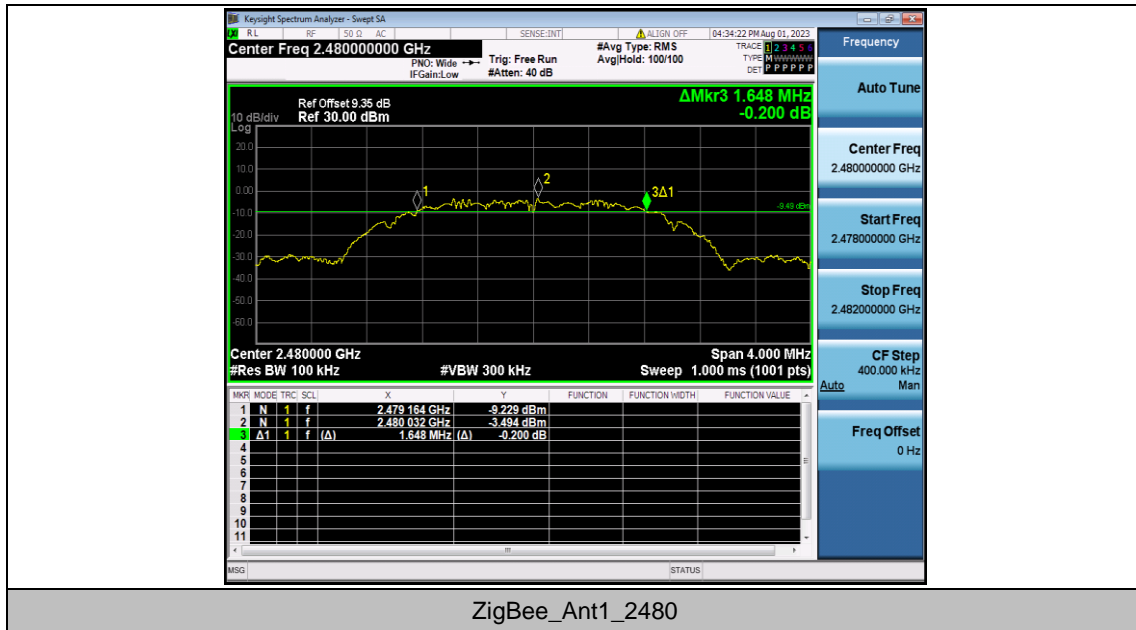 Keysight Spectrum Analyzer - Swept SA
RL RF 50 Ω AC SENSE:INT ALIGN OFF 04:34:22 PM Aug 01, 2023
Center Freq 2.480000000 GHz
PNO: Wide
IFGain:Low
Trig: Free Run
#Atten: 40 dB
#Avg Type: RMS
Avg|Hold: 100/100
TRACE 1 2 3 4 5 6
TYPE M WWWWW
DET P P P P P P
Ref Offset 9.35 dB
10 dB/div Ref 30.00 dBm
Log
ΔMkr3 1.648 MHz
-0.200 dB
20.0
10.0
0.00
-10.0
-20.0
-30.0
-40.0
-50.0
-60.0
1
2
3Δ1
-9.49 dBm
Center 2.480000 GHz Span 4.000 MHz
#Res BW 100 kHz #VBW 300 kHz Sweep 1.000 ms (1001 pts)
MKR MODE TRC SCL X Y FUNCTION FUNCTION WIDTH FUNCTION VALUE
1 N 1 f 2.479 164 GHz -9.229 dBm
2 N 1 f 2.480 032 GHz -3.494 dBm
3 Δ1 1 f (Δ) 1.648 MHz (Δ) -0.200 dB
4
5
6
7
8
9
10
11
MSG STATUS
Frequency
Auto Tune
Center Freq
2.480000000 GHz
Start Freq
2.478000000 GHz
Stop Freq
2.482000000 GHz
CF Step
400.000 kHz
Auto Man
Freq Offset
0 Hz
ZigBee_Ant1_2480